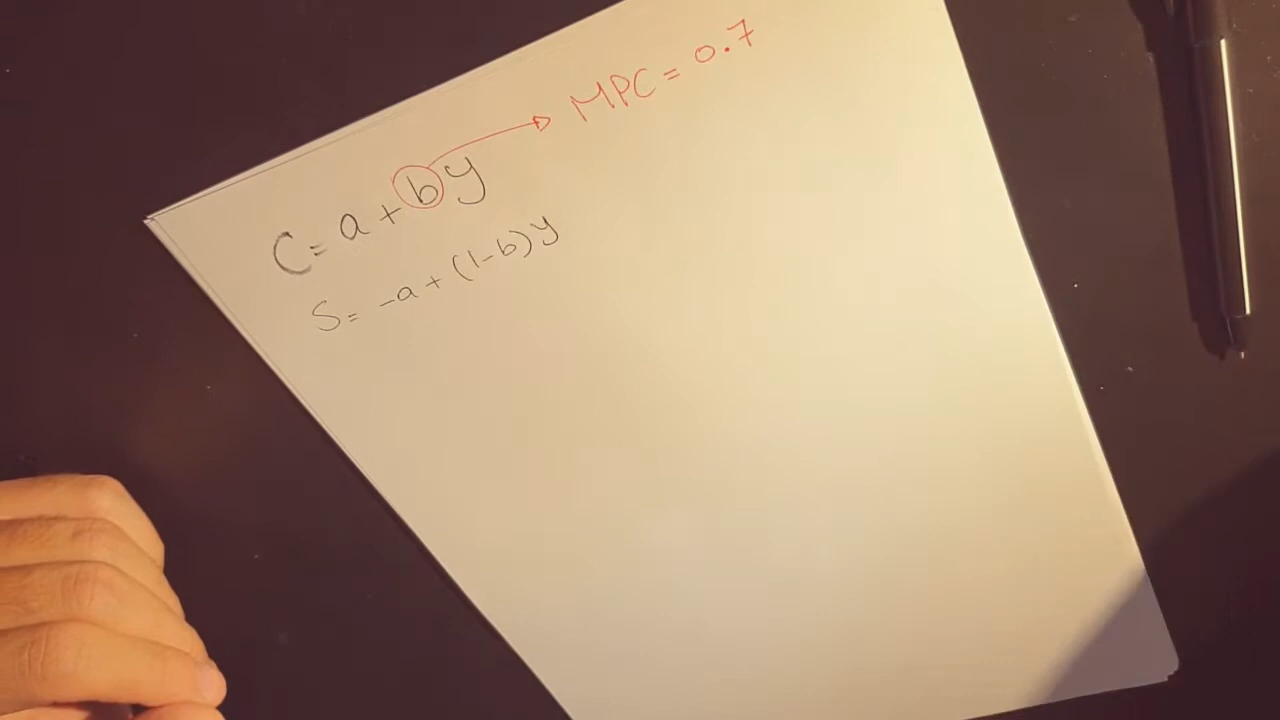 MPC = 0.7
C = a + by
S = -a + (1-b)y